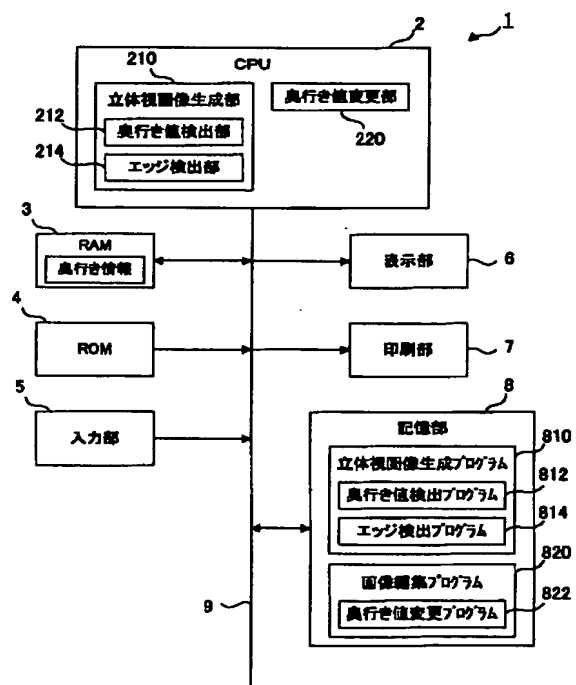 1
2
CPU
210
立体視画像生成部
212
奥行き値検出部
214
エッジ検出部
奥行き値変更部
220
3
RAM
奥行き情報
表示部
6
4
ROM
印刷部
7
5
入力部
8
記憶部
810
立体視画像生成プログラム
812
奥行き値検出プログラム
814
エッジ検出プログラム
820
画像編集プログラム
822
奥行き値変更プログラム
9